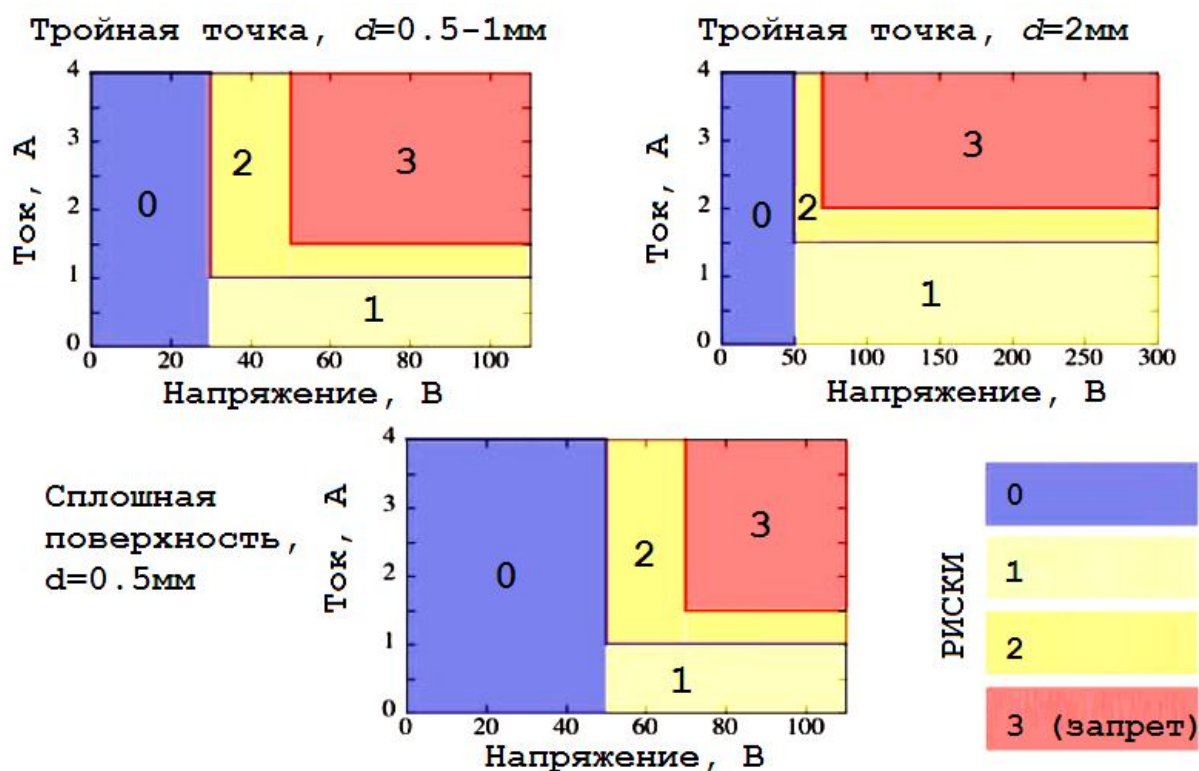 Тройная точка, d=0.5-1мм
Ток, А
4
3
2
1
0
0
2
3
1
0 20 40 60 80 100
Напряжение, В
Тройная точка, d=2мм
Ток, А
4
3
2
1
0
0
2
3
1
0 50 100 150 200 250 300
Напряжение, В
Сплошная
поверхность,
d=0.5мм
Ток, А
4
3
2
1
0
0
2
3
1
0 20 40 60 80 100
Напряжение, В
РИСКИ
0
1
2
3 (запрет)